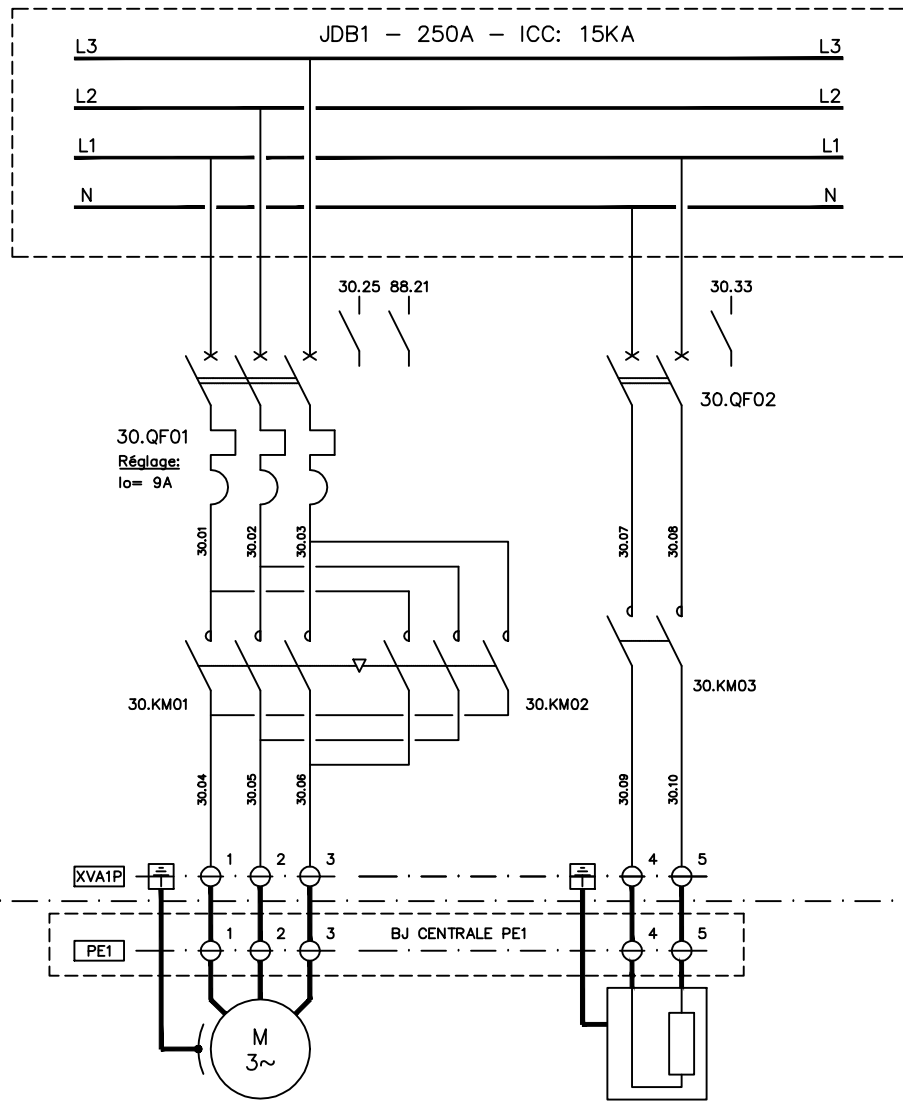 JDB1 - 250A - ICC: 15KA
L3 L3
L2 L2
L1 L1
N N
30.25 88.21 30.33
30.QF02
30.QF01
Réglage:
Io= 9A
30.01 30.02 30.03 30.07 30.08
30.KM01 30.KM02 30.KM03
30.04 30.05 30.06 30.09 30.10
XVA1P 1 2 3 4 5
PE1 1 2 3 BJ CENTRALE PE1 4 5
M
3~